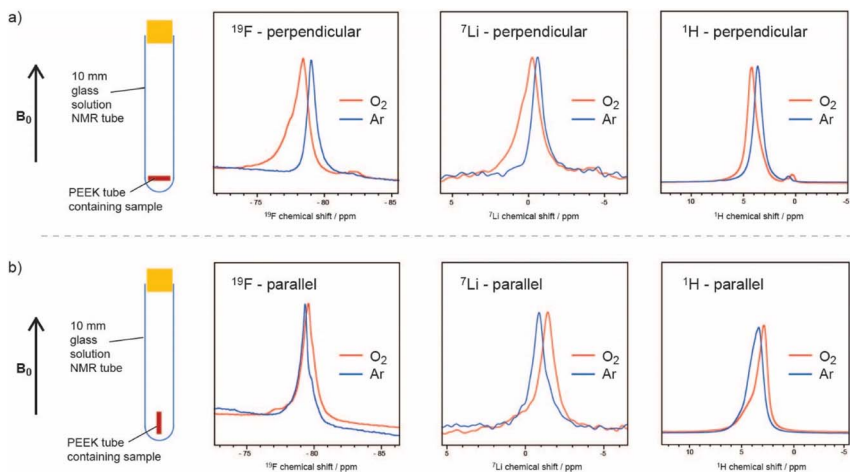 a)
10 mm
glass
solution
NMR tube
B₀
PEEK tube
containing sample
¹⁹F - perpendicular
O₂
Ar
- 75
- 80
- 85
¹⁹F chemical shift / ppm
⁷Li - perpendicular
O₂
Ar
5
0
-5
⁷Li chemical shift / ppm
¹H - perpendicular
O₂
Ar
10
5
0
-5
¹H chemical shift / ppm
b)
10 mm
glass
solution
NMR tube
B₀
PEEK tube
containing sample
¹⁹F - parallel
O₂
Ar
- 75
- 80
- 85
¹⁹F chemical shift / ppm
⁷Li - parallel
O₂
Ar
5
0
-5
⁷Li chemical shift / ppm
¹H - parallel
O₂
Ar
10
5
0
-5
¹H chemical shift / ppm